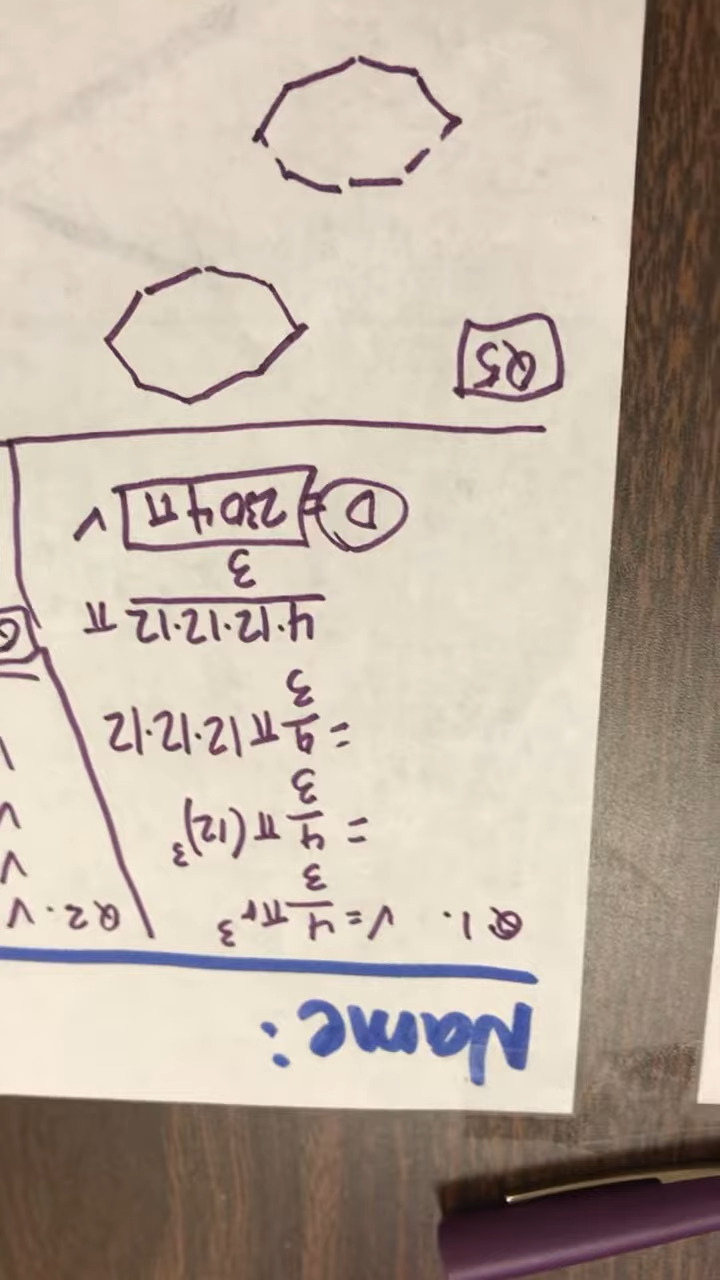 Name:
Q1. V = 4/3 πr³
= 4/3 π(12)³
= 4/3 π 12·12·12
4·12·12·12/3 π
D = 2304π ✓
Q2. V
V
V
Q5